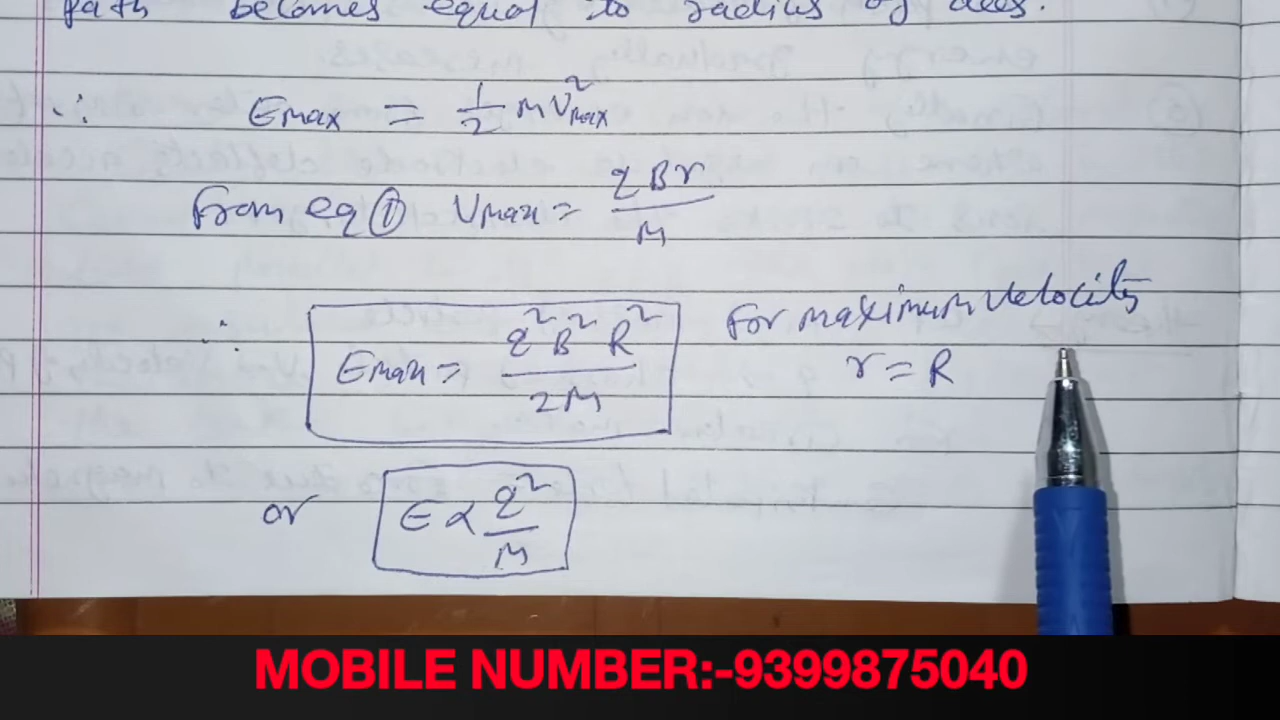 path becomes equal to radius of dees.
∴ Emax = 1/2 mv²max
From eq ① Vmax = qBr/M
For maximum velocity
∴ Emax = q²B²R²/2M
r = R
or E ∝ q²/M
MOBILE NUMBER:-9399875040